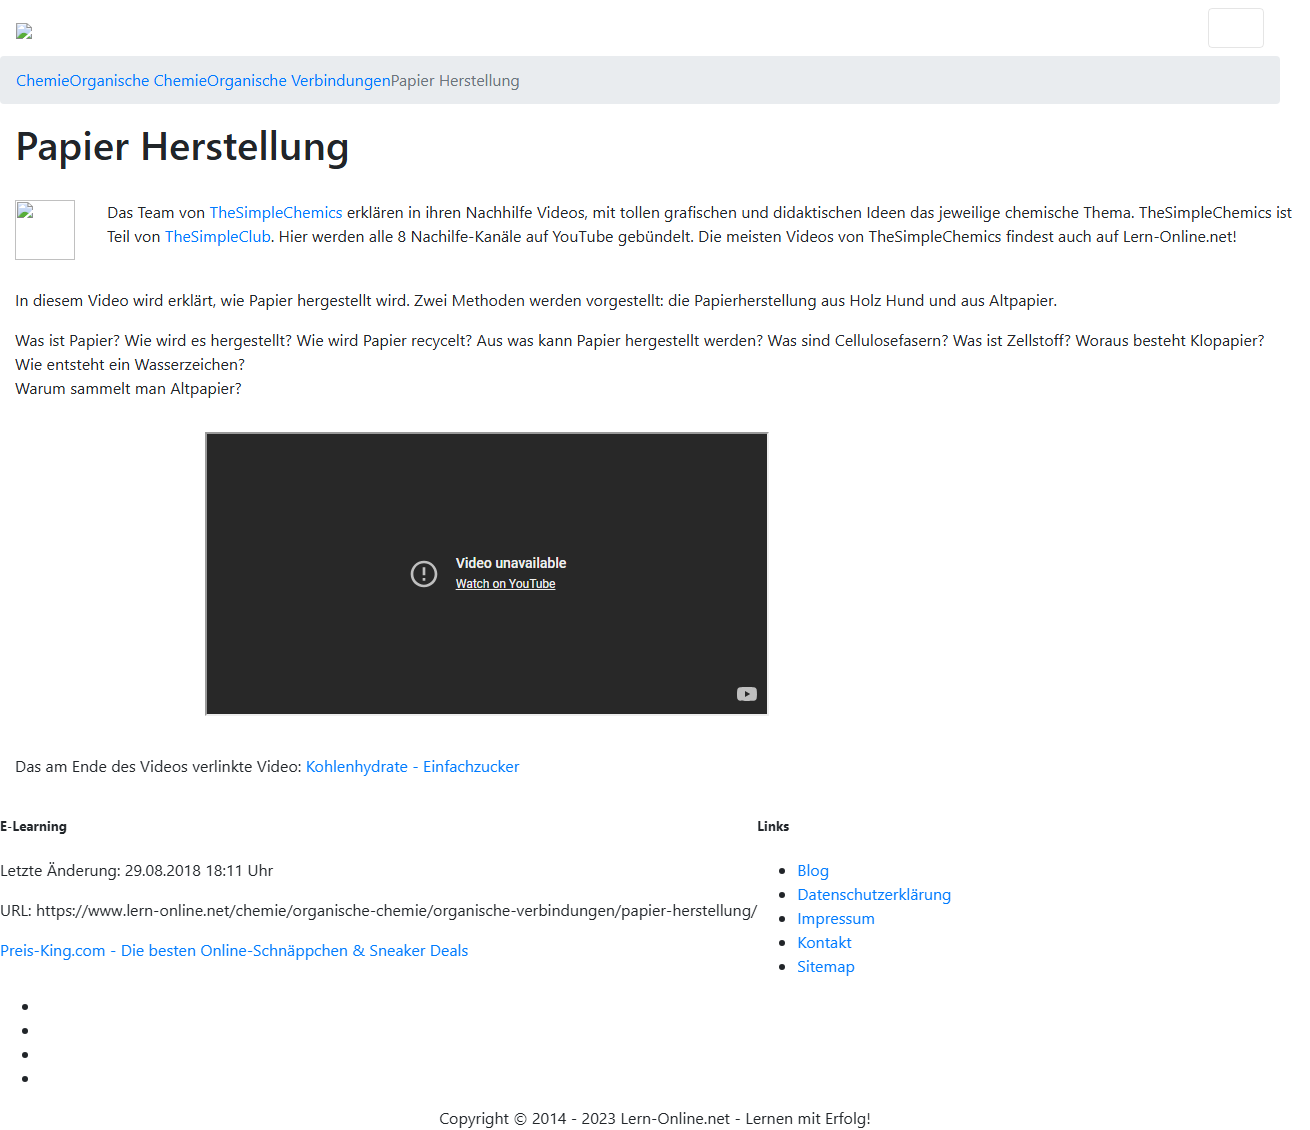 ChemieOrganische ChemieOrganische VerbindungenPapier Herstellung
Papier Herstellung
Das Team von TheSimpleChemics erklären in ihren Nachhilfe Videos, mit tollen grafischen und didaktischen Ideen das jeweilige chemische Thema. TheSimpleChemics ist
Teil von TheSimpleClub. Hier werden alle 8 Nachilfe-Kanäle auf YouTube gebündelt. Die meisten Videos von TheSimpleChemics findest auch auf Lern-Online.net!
In diesem Video wird erklärt, wie Papier hergestellt wird. Zwei Methoden werden vorgestellt: die Papierherstellung aus Holz Hund und aus Altpapier.
Was ist Papier? Wie wird es hergestellt? Wie wird Papier recycelt? Aus was kann Papier hergestellt werden? Was sind Cellulosefasern? Was ist Zellstoff? Woraus besteht Klopapier?
Wie entsteht ein Wasserzeichen?
Warum sammelt man Altpapier?
Video unavailable
Watch on YouTube
Das am Ende des Videos verlinkte Video: Kohlenhydrate - Einfachzucker
E-Learning
Letzte Änderung: 29.08.2018 18:11 Uhr
URL: https://www.lern-online.net/chemie/organische-chemie/organische-verbindungen/papier-herstellung/
Preis-King.com - Die besten Online-Schnäppchen & Sneaker Deals
Links
Blog
Datenschutzerklärung
Impressum
Kontakt
Sitemap
Copyright © 2014 - 2023 Lern-Online.net - Lernen mit Erfolg!